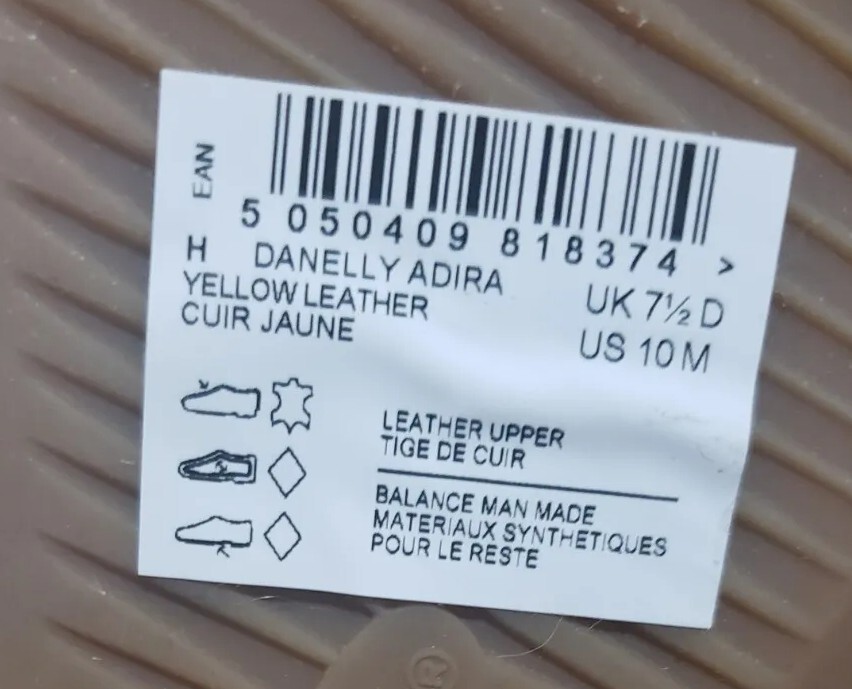 EAN
5 050409 818374 >
H DANELLY ADIRA
UK 7½ D
YELLOW LEATHER
CUIR JAUNE
US 10 M
LEATHER UPPER
TIGE DE CUIR
BALANCE MAN MADE
MATERIAUX SYNTHETIQUES
POUR LE RESTE
®